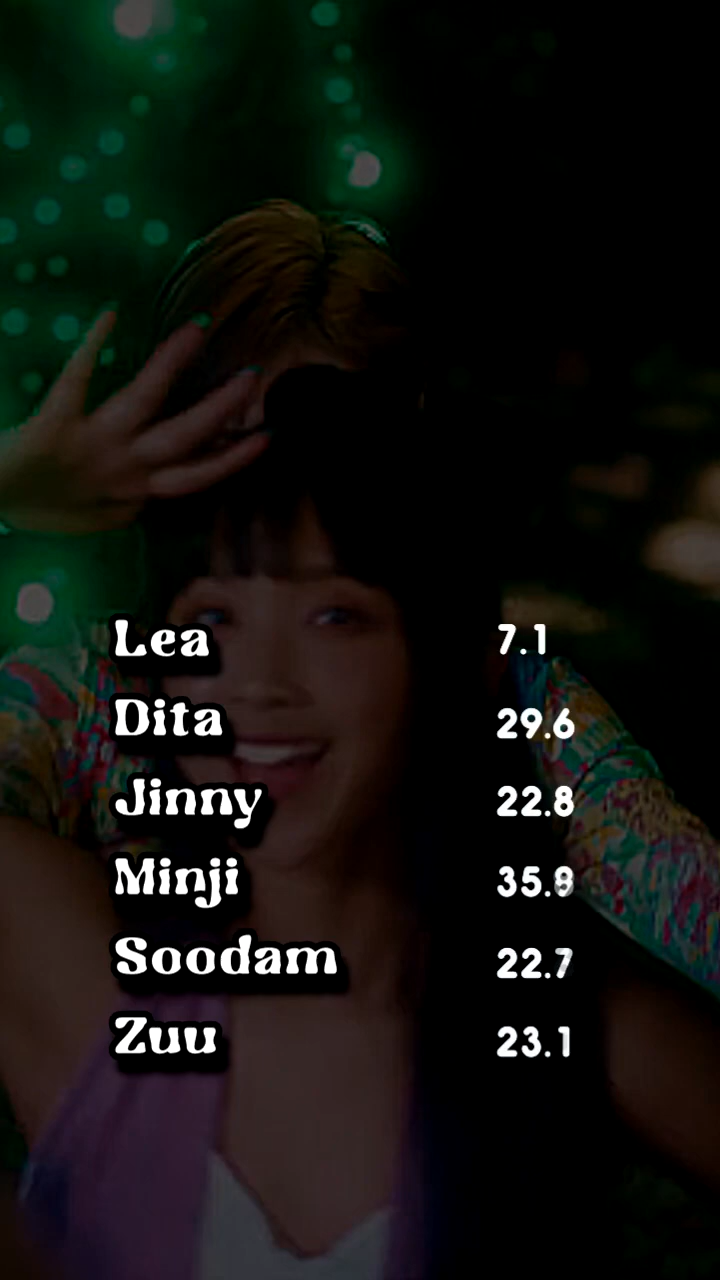 Lea 7.1
Dita 29.6
Jinny 22.8
Minji 35.8
Soodam 22.7
Zuu 23.1